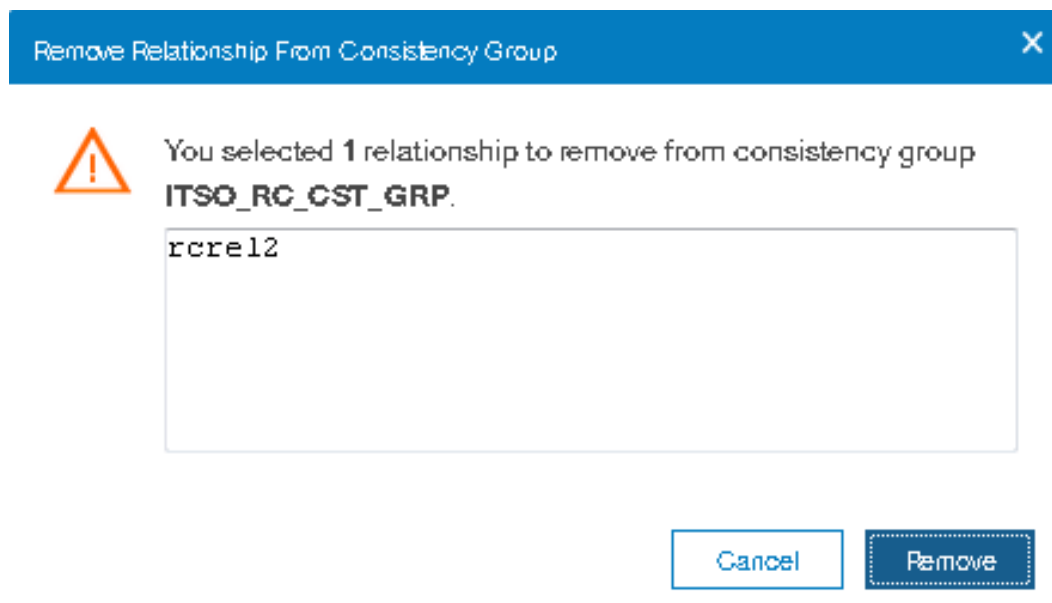 Remove Relationship From Consistency Group
You selected 1 relationship to remove from consistency group
ITSO_RC_CST_GRP.
rcrel2
Cancel
Remove